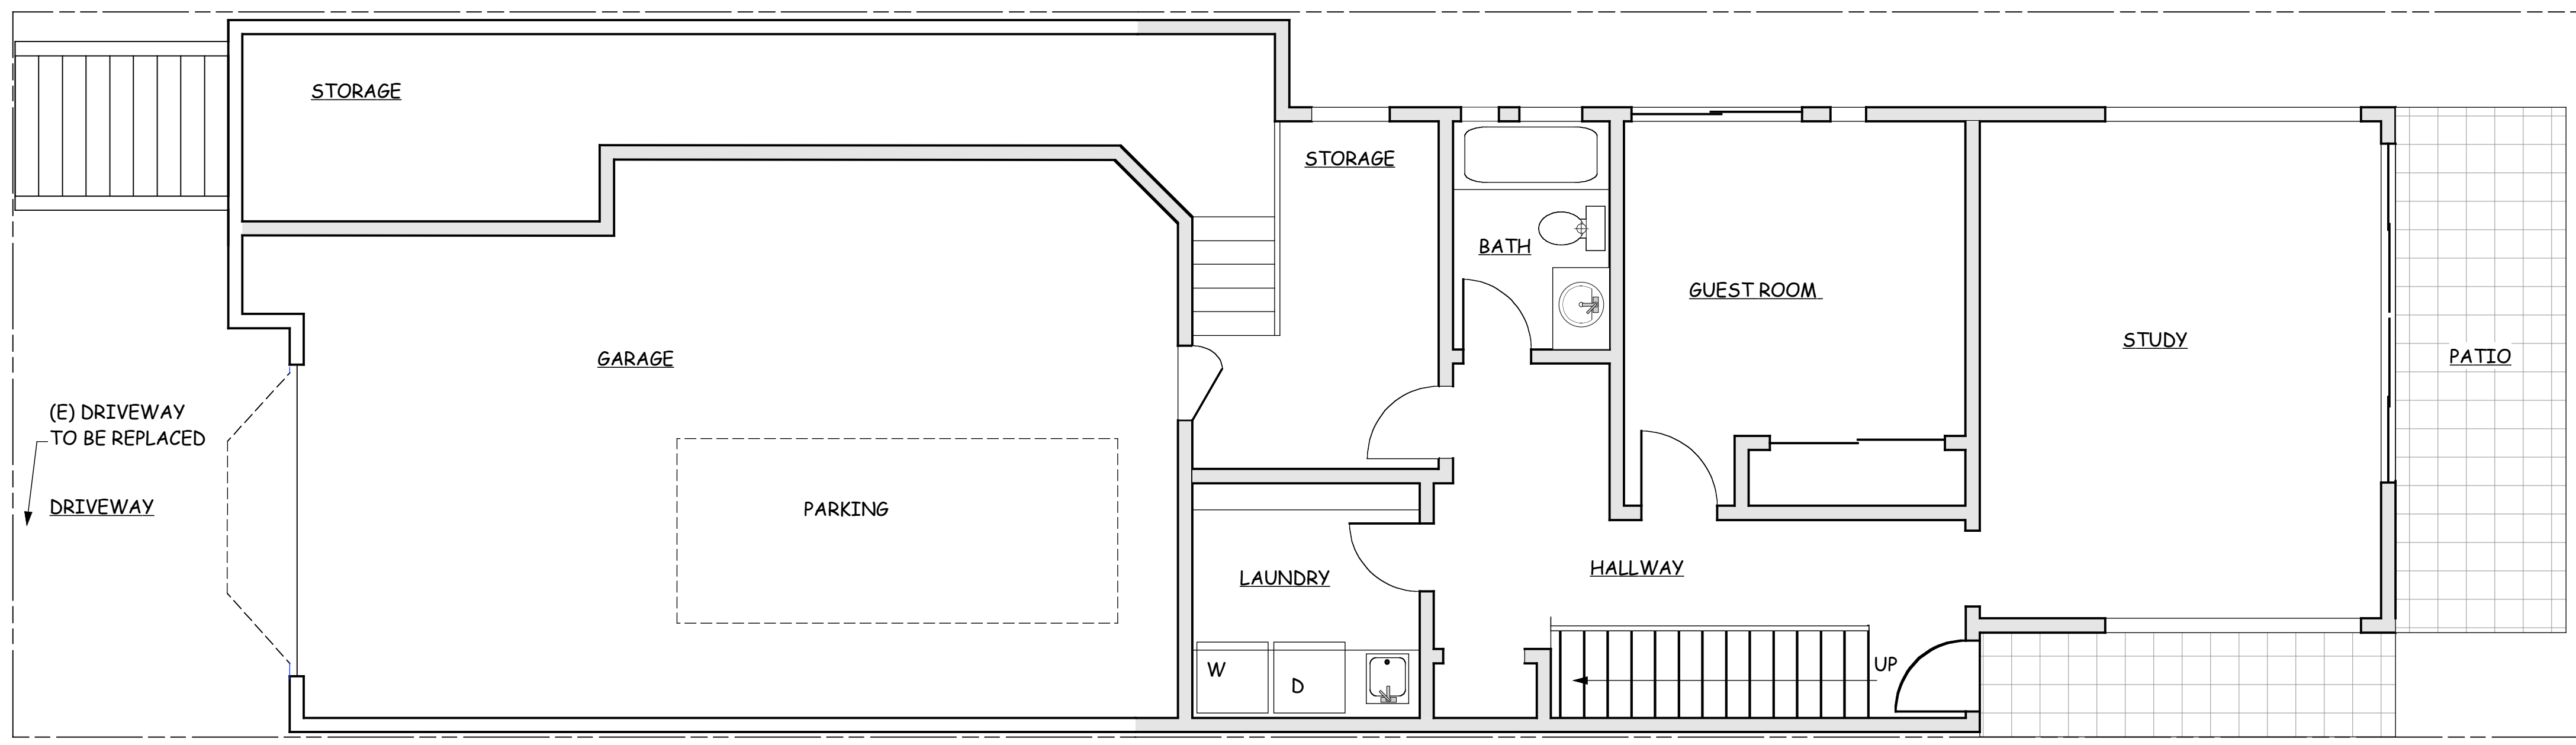 STORAGE
STORAGE
BATH
GUEST ROOM
STUDY
PATIO
GARAGE
(E) DRIVEWAY
TO BE REPLACED
DRIVEWAY
PARKING
LAUNDRY
HALLWAY
W
D
UP